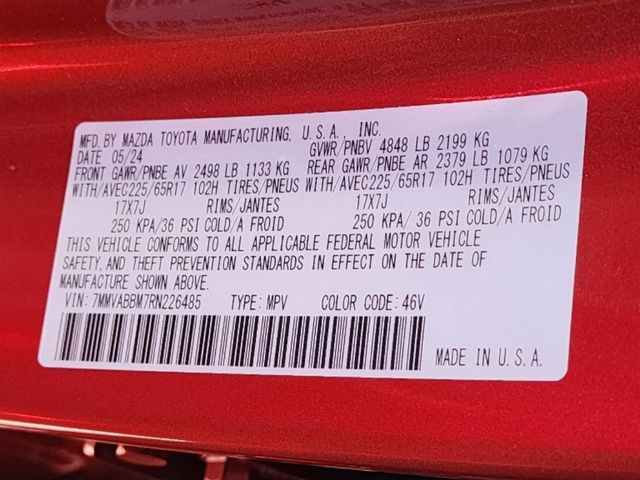 MFD. BY MAZDA TOYOTA MANUFACTURING, U.S.A., INC.
DATE 05/24 GVWR/PNBV 4848 LB 2199 KG
FRONT GAWR/PNBE AV 2498 LB 1133 KG REAR GAWR/PNBE AR 2379 LB 1079 KG
WITH/AVEC225/65R17 102H TIRES/PNEUS WITH/AVEC225/65R17 102H TIRES/PNEUS
17X7J RIMS/JANTES 17X7J RIMS/JANTES
250 KPA/36 PSI COLD/A FROID 250 KPA/ 36 PSI COLD/A FROID
THIS VEHICLE CONFORMS TO ALL APPLICABLE FEDERAL MOTOR VEHICLE
SAFETY, AND THEFT PREVENTION STANDARDS IN EFFECT ON THE DATE OF
MANUFACTURE SHOWN ABOVE.
VIN: 7MMVABBM7RN226485 TYPE: MPV COLOR CODE: 46V
MADE IN U.S.A.